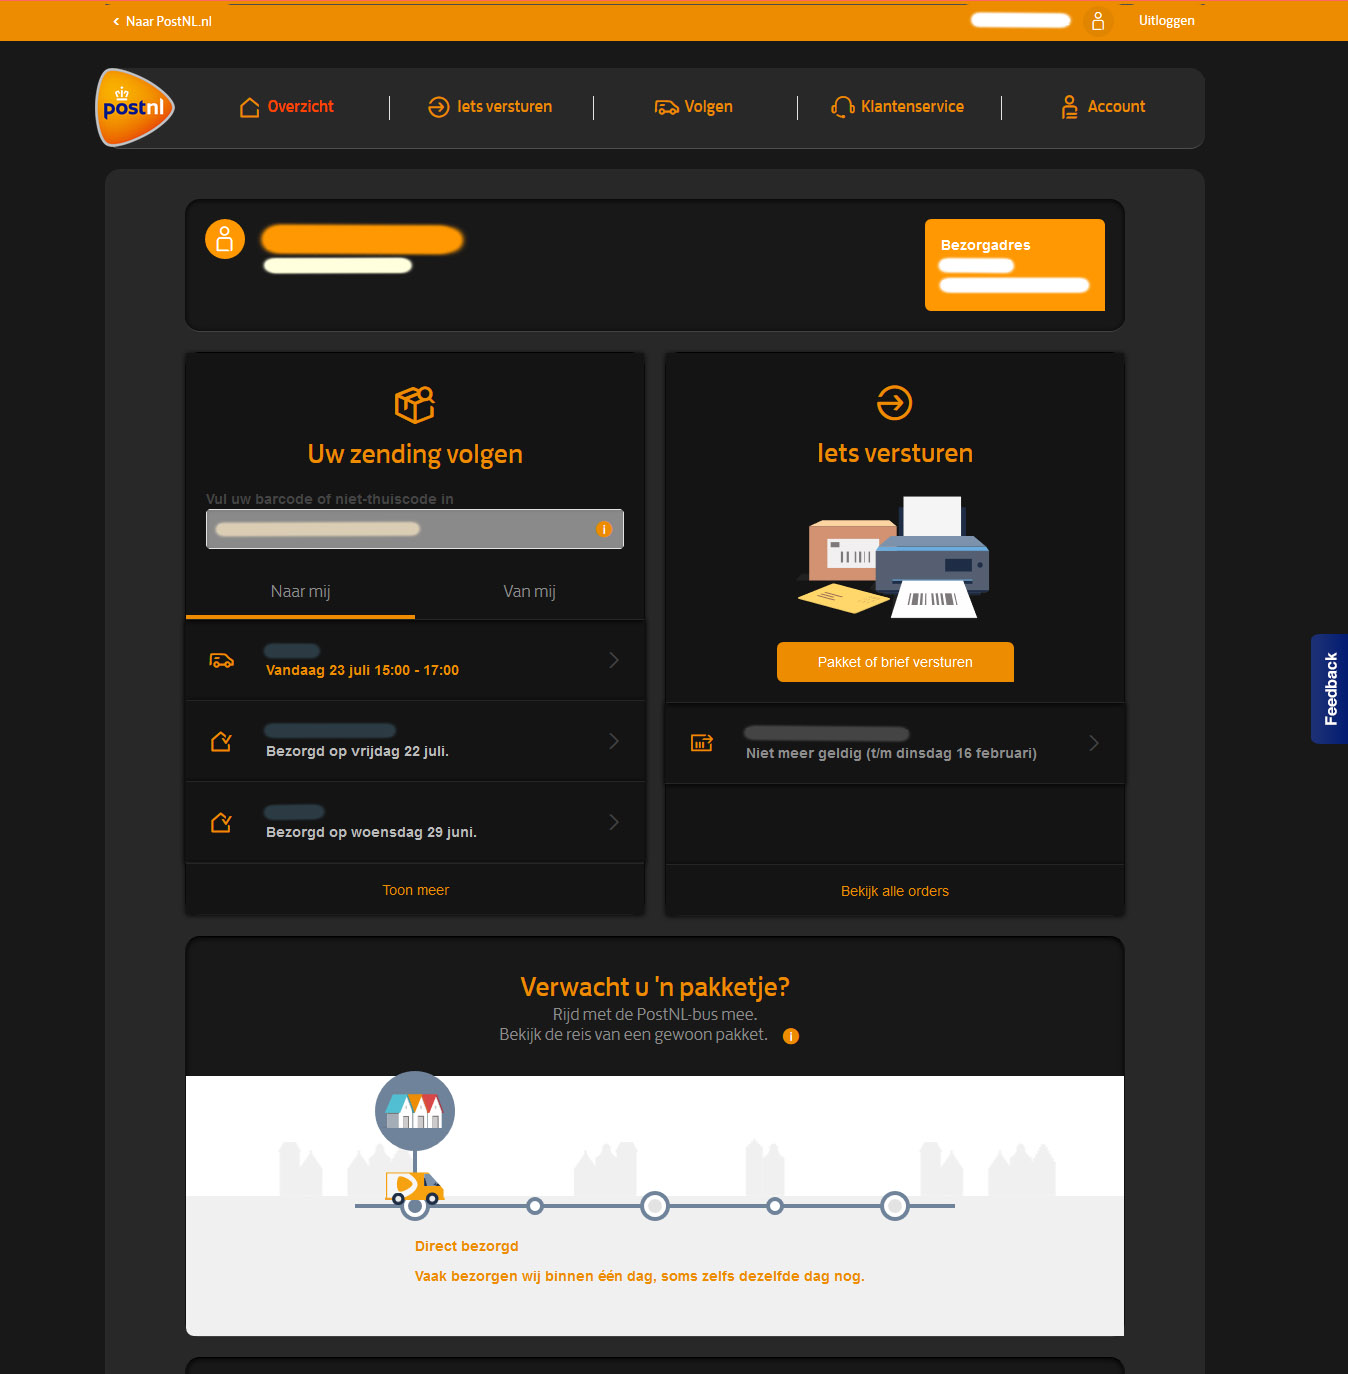 Naar PostNL.nl
Uitloggen
postnl
Overzicht
Iets versturen
Volgen
Klantenservice
Account
Bezorgadres
Uw zending volgen
Vul uw barcode of niet-thuiscode in
i
Naar mij
Van mij
Vandaag 23 juli 15:00 - 17:00
Bezorgd op vrijdag 22 juli.
Bezorgd op woensdag 29 juni.
Toon meer
Iets versturen
Pakket of brief versturen
Niet meer geldig (t/m dinsdag 16 februari)
Bekijk alle orders
Feedback
Verwacht u 'n pakketje?
Rijd met de PostNL-bus mee.
Bekijk de reis van een gewoon pakket.
i
Direct bezorgd
Vaak bezorgen wij binnen één dag, soms zelfs dezelfde dag nog.